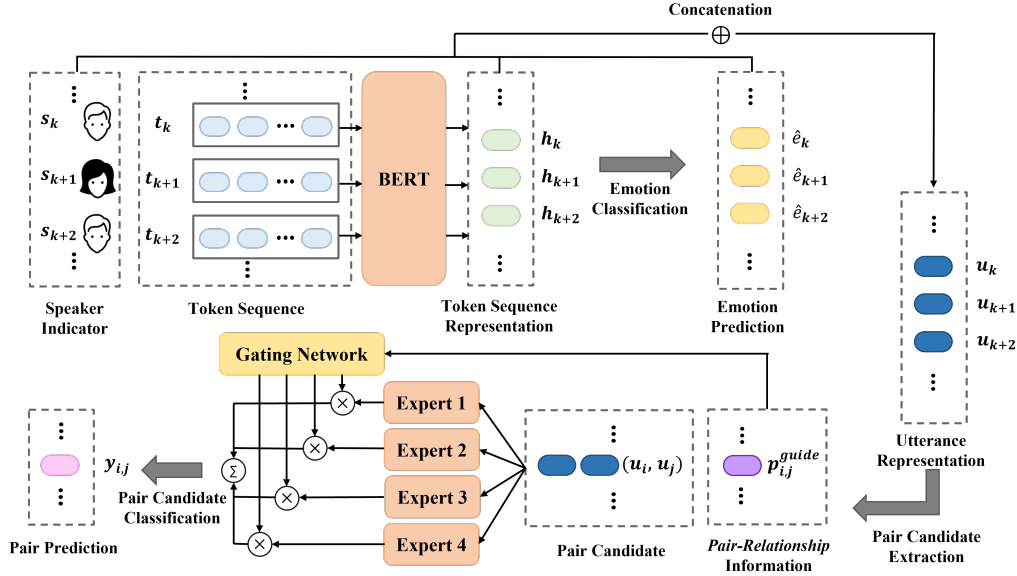 Concatenation
s_k
s_{k+1}
s_{k+2}
t_k
t_{k+1}
t_{k+2}
BERT
h_k
h_{k+1}
h_{k+2}
Emotion
Classification
ê_k
ê_{k+1}
ê_{k+2}
u_k
u_{k+1}
u_{k+2}
Speaker
Indicator
Token Sequence
Token Sequence
Representation
Emotion
Prediction
Utterance
Representation
Gating Network
Expert 1
Expert 2
Expert 3
Expert 4
Σ
y_{i,j}
Pair Candidate
Classification
Pair Prediction
(u_i, u_j)
Pair Candidate
p_{i,j}^{guide}
Pair-Relationship
Information
Pair Candidate
Extraction